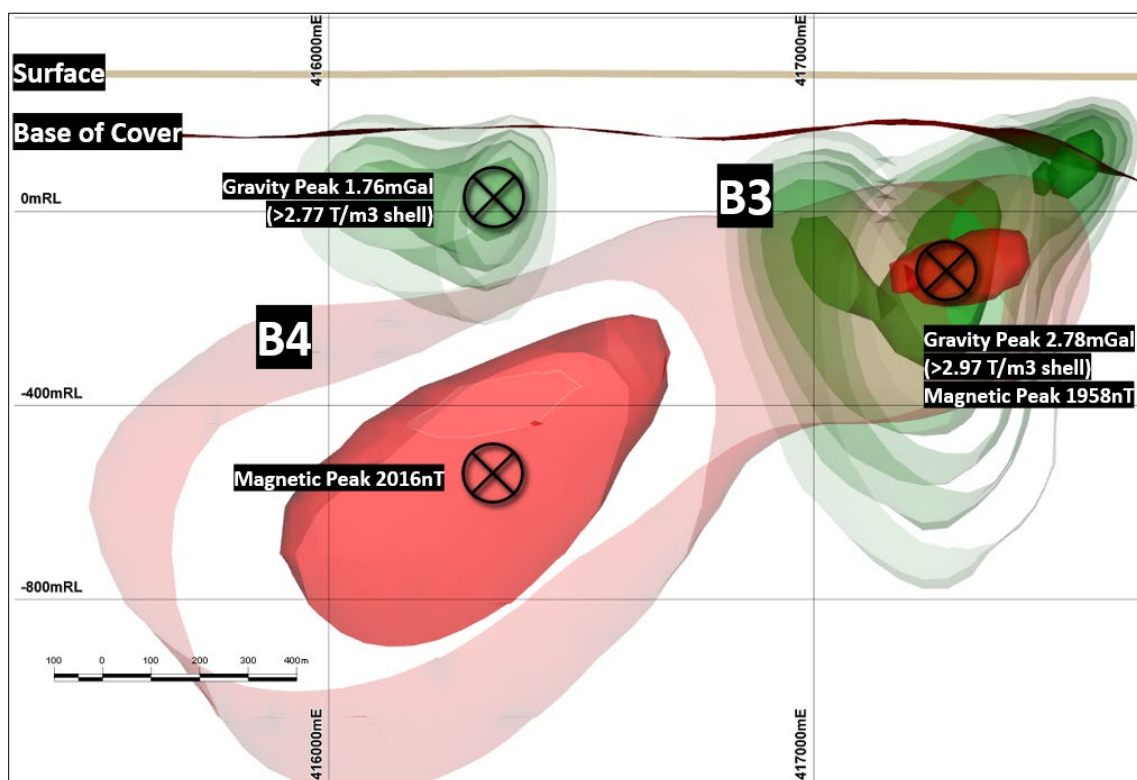 416000mE
417000mE
Surface
Base of Cover
Gravity Peak 1.76mGal
(>2.77 T/m3 shell)
B3
0mRL
B4
Gravity Peak 2.78mGal
(>2.97 T/m3 shell)
Magnetic Peak 1958nT
-400mRL
Magnetic Peak 2016nT
-800mRL
100 0 100 200 300 400m
416000mE
417000mE